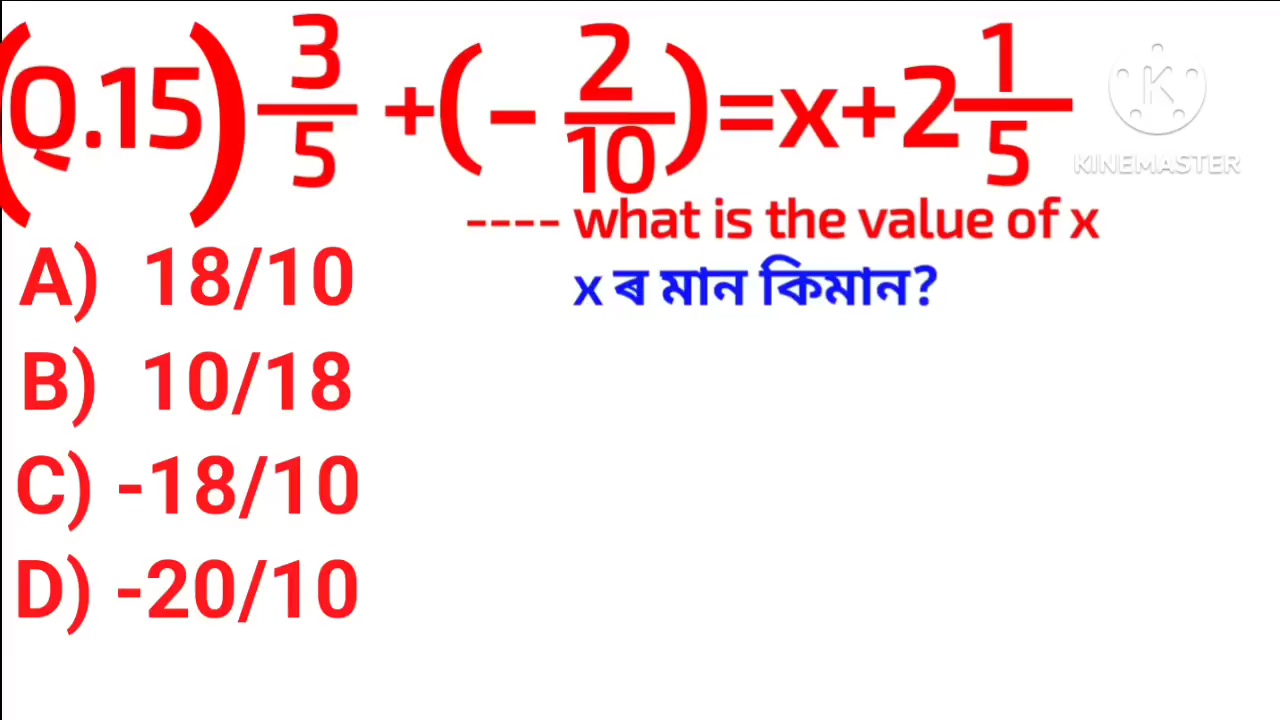 (Q.15) 3/5 + (- 2/10) = x + 2 1/5
KINEMASTER
---- what is the value of x
x ৰ মান কিমান?
A) 18/10
B) 10/18
C) -18/10
D) -20/10